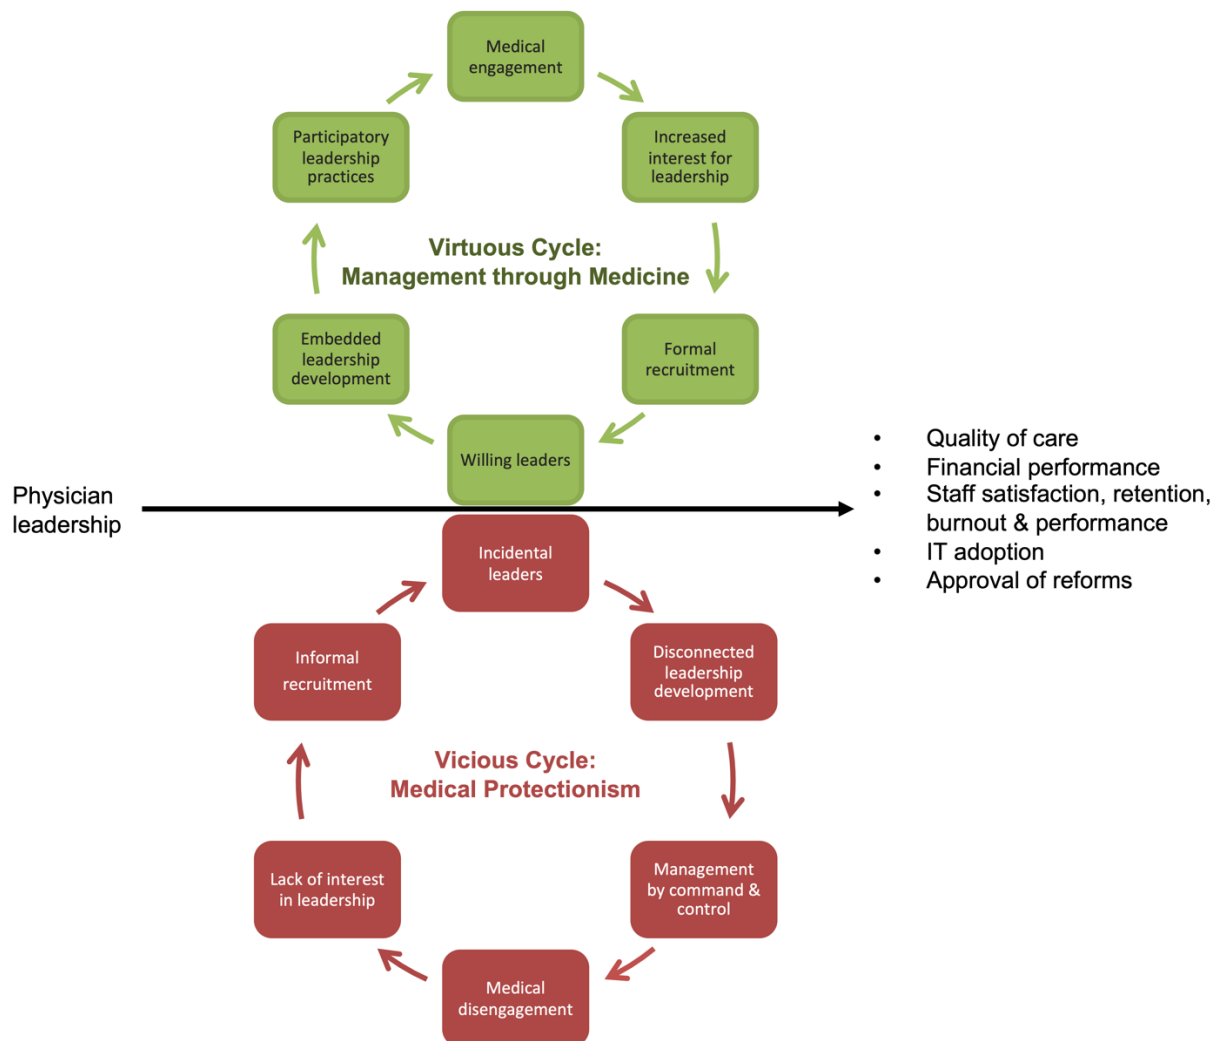 Medical
engagement
Participatory
leadership
practices
Increased
interest for
leadership
Virtuous Cycle:
Management through Medicine
Embedded
leadership
development
Formal
recruitment
Willing leaders
Physician
leadership
• Quality of care
• Financial performance
• Staff satisfaction, retention,
burnout & performance
• IT adoption
• Approval of reforms
Incidental
leaders
Informal
recruitment
Disconnected
leadership
development
Vicious Cycle:
Medical Protectionism
Lack of interest
in leadership
Management
by command &
control
Medical
disengagement